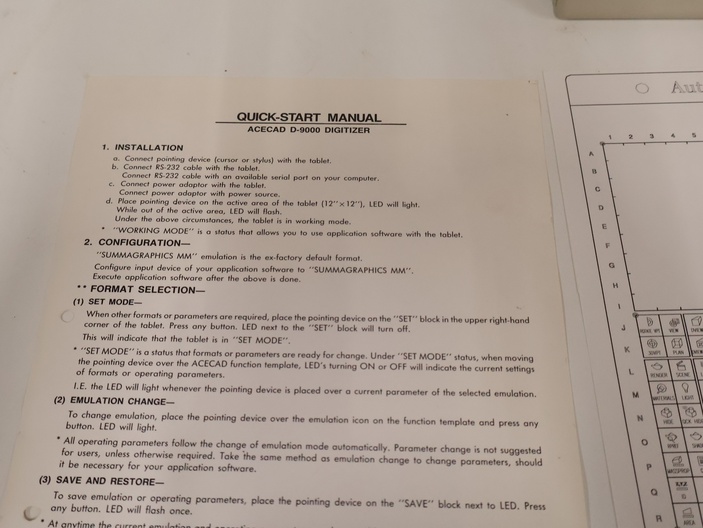 QUICK-START MANUAL
ACECAD D-9000 DIGITIZER
1. INSTALLATION
a. Connect pointing device (cursor or stylus) with the tablet.
b. Connect RS-232 cable with the tablet.
Connect RS-232 cable with an available serial port on your computer.
c. Connect power adaptor with the tablet.
Connect power adaptor with power source.
d. Place pointing device on the active area of the tablet (12"×12"), LED will light.
While out of the active area, LED will flash.
Under the above circumstances, the tablet is in working mode.
* "WORKING MODE" is a status that allows you to use application software with the tablet.
2. CONFIGURATION—
"SUMMAGRAPHICS MM" emulation is the ex-factory default format.
Configure input device of your application software to "SUMMAGRAPHICS MM".
Execute application software after the above is done.
** FORMAT SELECTION—
(1) SET MODE—
When other formats or parameters are required, place the pointing device on the "SET" block in the upper right-hand
corner of the tablet. Press any button. LED next to the "SET" block will turn off.
This will indicate that the tablet is in "SET MODE".
* "SET MODE" is a status that formats or parameters are ready for change. Under "SET MODE" status, when moving
the pointing device over the ACECAD function template, LED's turning ON or OFF will indicate the current settings
of formats or operating parameters.
I.E. the LED will light whenever the pointing device is placed over a current parameter of the selected emulation.
(2) EMULATION CHANGE—
To change emulation, place the pointing device over the emulation icon on the function template and press any
button. LED will light.
* All operating parameters follow the change of emulation mode automatically. Parameter change is not suggested
for users, unless otherwise required. Take the same method as emulation change to change parameters, should
it be necessary for your application software.
(3) SAVE AND RESTORE—
To save emulation or operating parameters, place the pointing device on the "SAVE" block next to LED. Press
any button. LED will flash once.
* At anytime the current emulation
Aut
1 2 3 4 5
A
B
C
D
E
F
G
H
I
J
K
L
M
N
O
P
Q
R
VIEW
PLAN
RENDER SCENE
MATERIALS LIGHT
HIDE
AREA